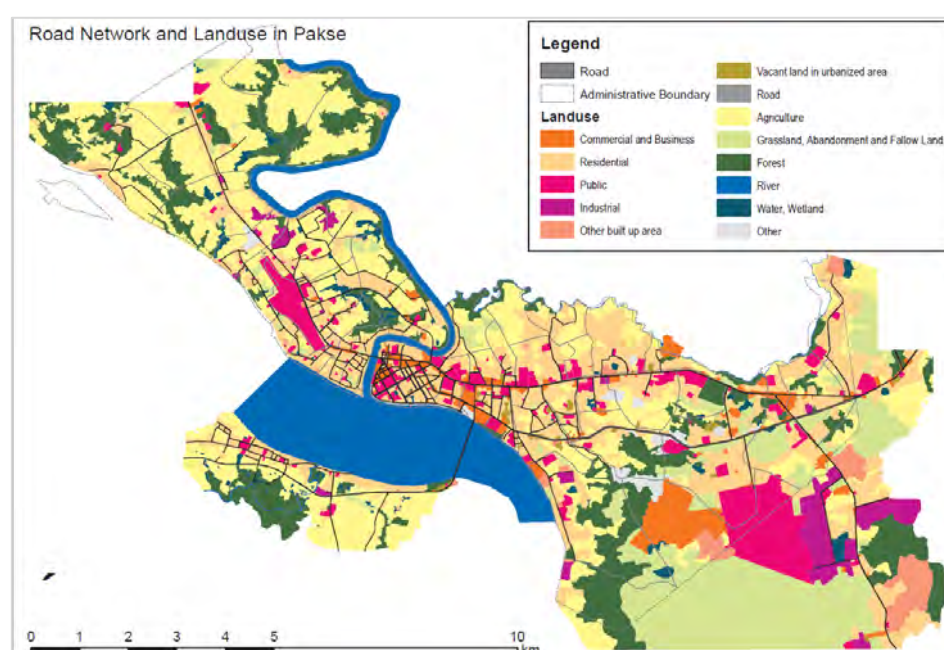 Road Network and Landuse in Pakse
Legend
Road
Administrative Boundary
Landuse
Commercial and Business
Residential
Public
Industrial
Other built up area
Vacant land in urbanized area
Road
Agriculture
Grassland, Abandonment and Fallow Land
Forest
River
Water, Wetland
Other
0 1 2 3 4 5 10
km